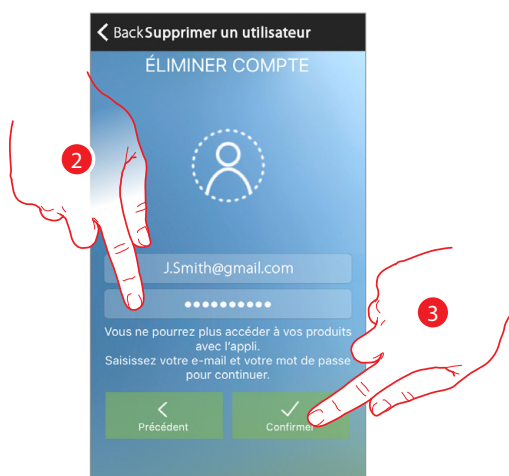 Back Supprimer un utilisateur
ÉLIMINER COMPTE
2
J.Smith@gmail.com
••••••••••
3
Vous ne pourrez plus accéder à vos produits
avec l'appli.
Saisissez votre e-mail et votre mot de passe
pour continuer.
Précédent
Confirmer